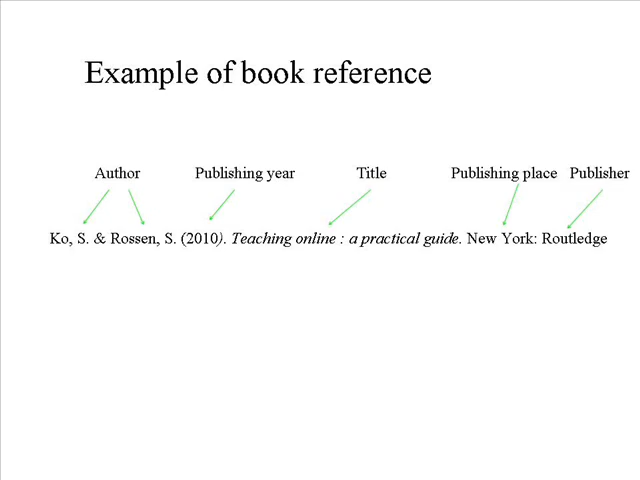 Example of book reference
Author Publishing year Title Publishing place Publisher
Ko, S. & Rossen, S. (2010). Teaching online : a practical guide. New York: Routledge